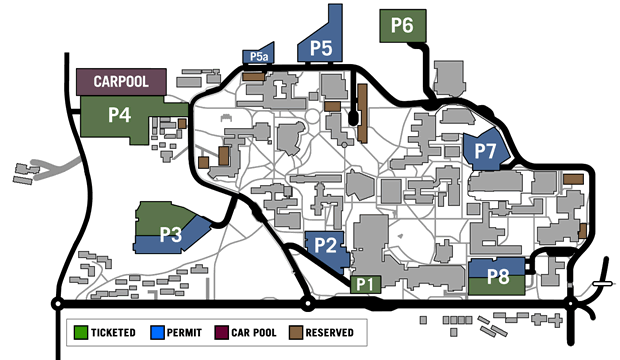 P6
P5
P5a
CARPOOL
P4
P7
P3
P2
P8
P1
TICKETED PERMIT CAR POOL RESERVED